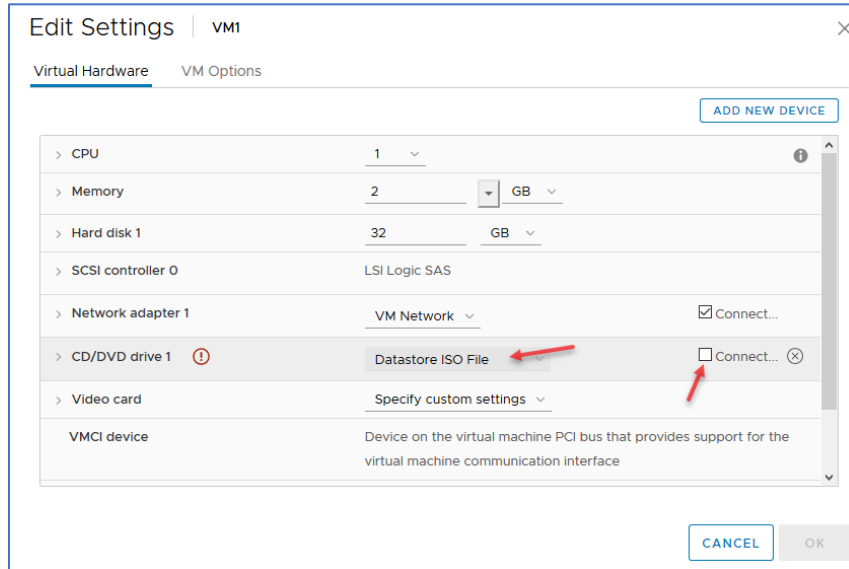 Edit Settings | VM1
Virtual Hardware VM Options
ADD NEW DEVICE
CPU 1
Memory 2 GB
Hard disk 1 32 GB
SCSI controller 0 LSI Logic SAS
Network adapter 1 VM Network Connect...
CD/DVD drive 1 Datastore ISO File Connect...
Video card Specify custom settings
VMCI device Device on the virtual machine PCI bus that provides support for the
virtual machine communication interface
CANCEL OK